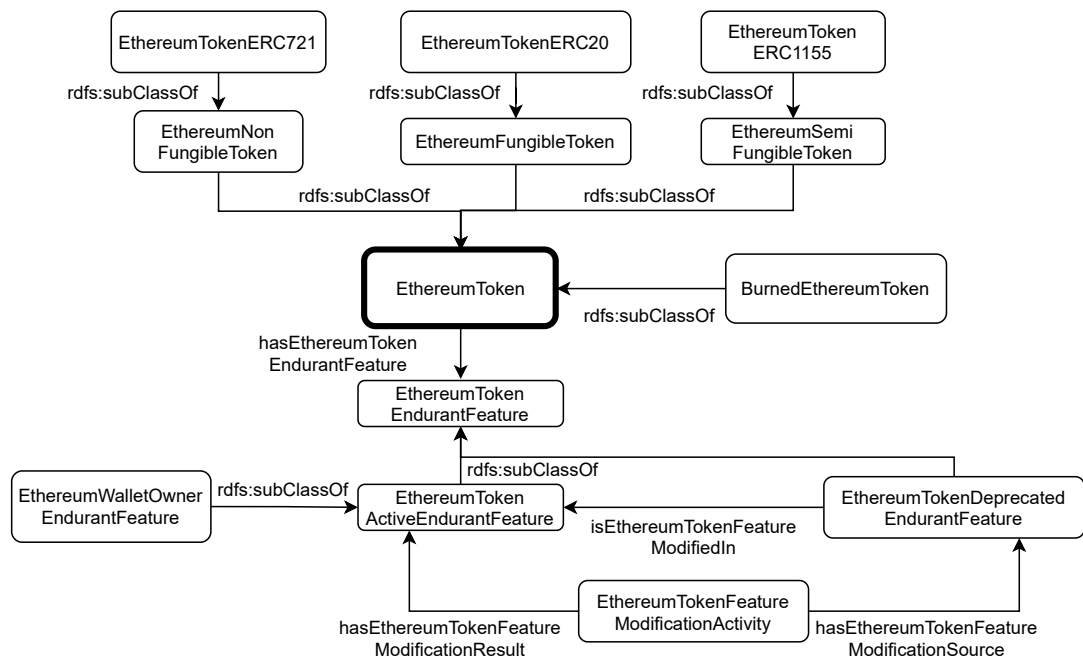 EthereumTokenERC721
EthereumTokenERC20
EthereumToken
ERC1155
rdfs:subClassOf
rdfs:subClassOf
rdfs:subClassOf
EthereumNon
FungibleToken
EthereumFungibleToken
EthereumSemi
FungibleToken
rdfs:subClassOf
rdfs:subClassOf
EthereumToken
BurnedEthereumToken
rdfs:subClassOf
hasEthereumToken
EndurantFeature
EthereumToken
EndurantFeature
rdfs:subClassOf
EthereumWalletOwner
EndurantFeature
rdfs:subClassOf
EthereumToken
ActiveEndurantFeature
EthereumTokenDeprecated
EndurantFeature
isEthereumTokenFeature
ModifiedIn
EthereumTokenFeature
ModificationActivity
hasEthereumTokenFeature
ModificationResult
hasEthereumTokenFeature
ModificationSource